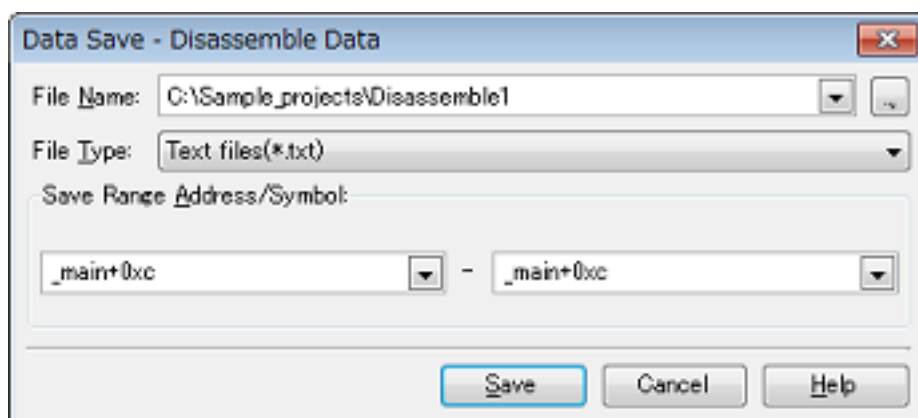 Data Save - Disassemble Data
File Name: C:\Sample_projects\Disassemble1 ...
File Type: Text files(*.txt)
Save Range Address/Symbol:
_main+0xc - _main+0xc
Save Cancel Help